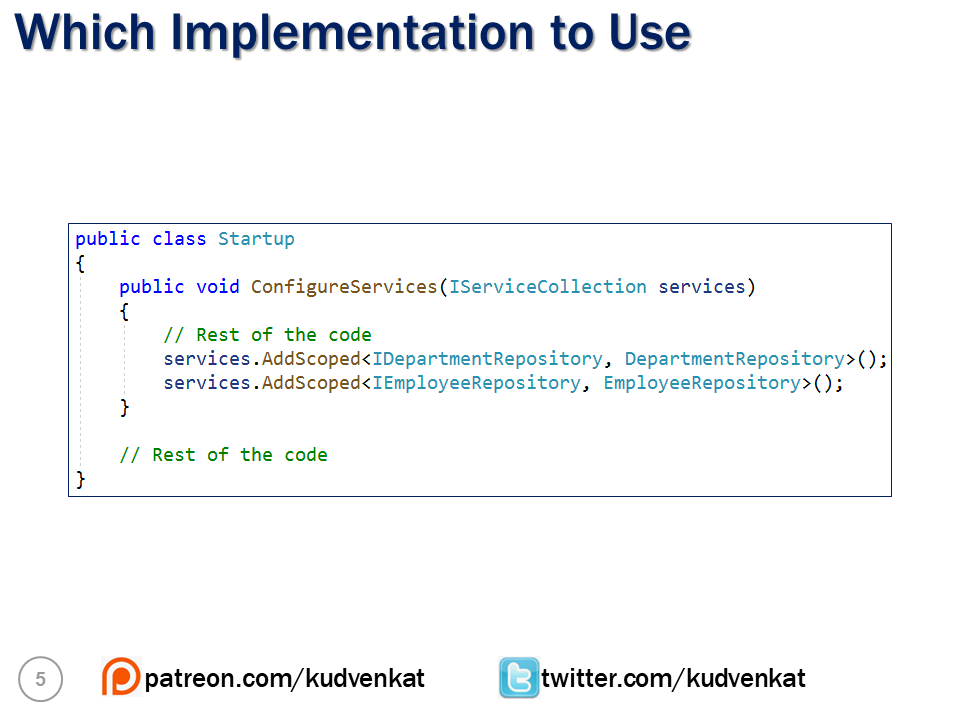 Which Implementation to Use
public class Startup
{
    public void ConfigureServices(IServiceCollection services)
    {
        // Rest of the code
        services.AddScoped<IDepartmentRepository, DepartmentRepository>();
        services.AddScoped<IEmployeeRepository, EmployeeRepository>();
    }
    // Rest of the code
}
5 patreon.com/kudvenkat twitter.com/kudvenkat